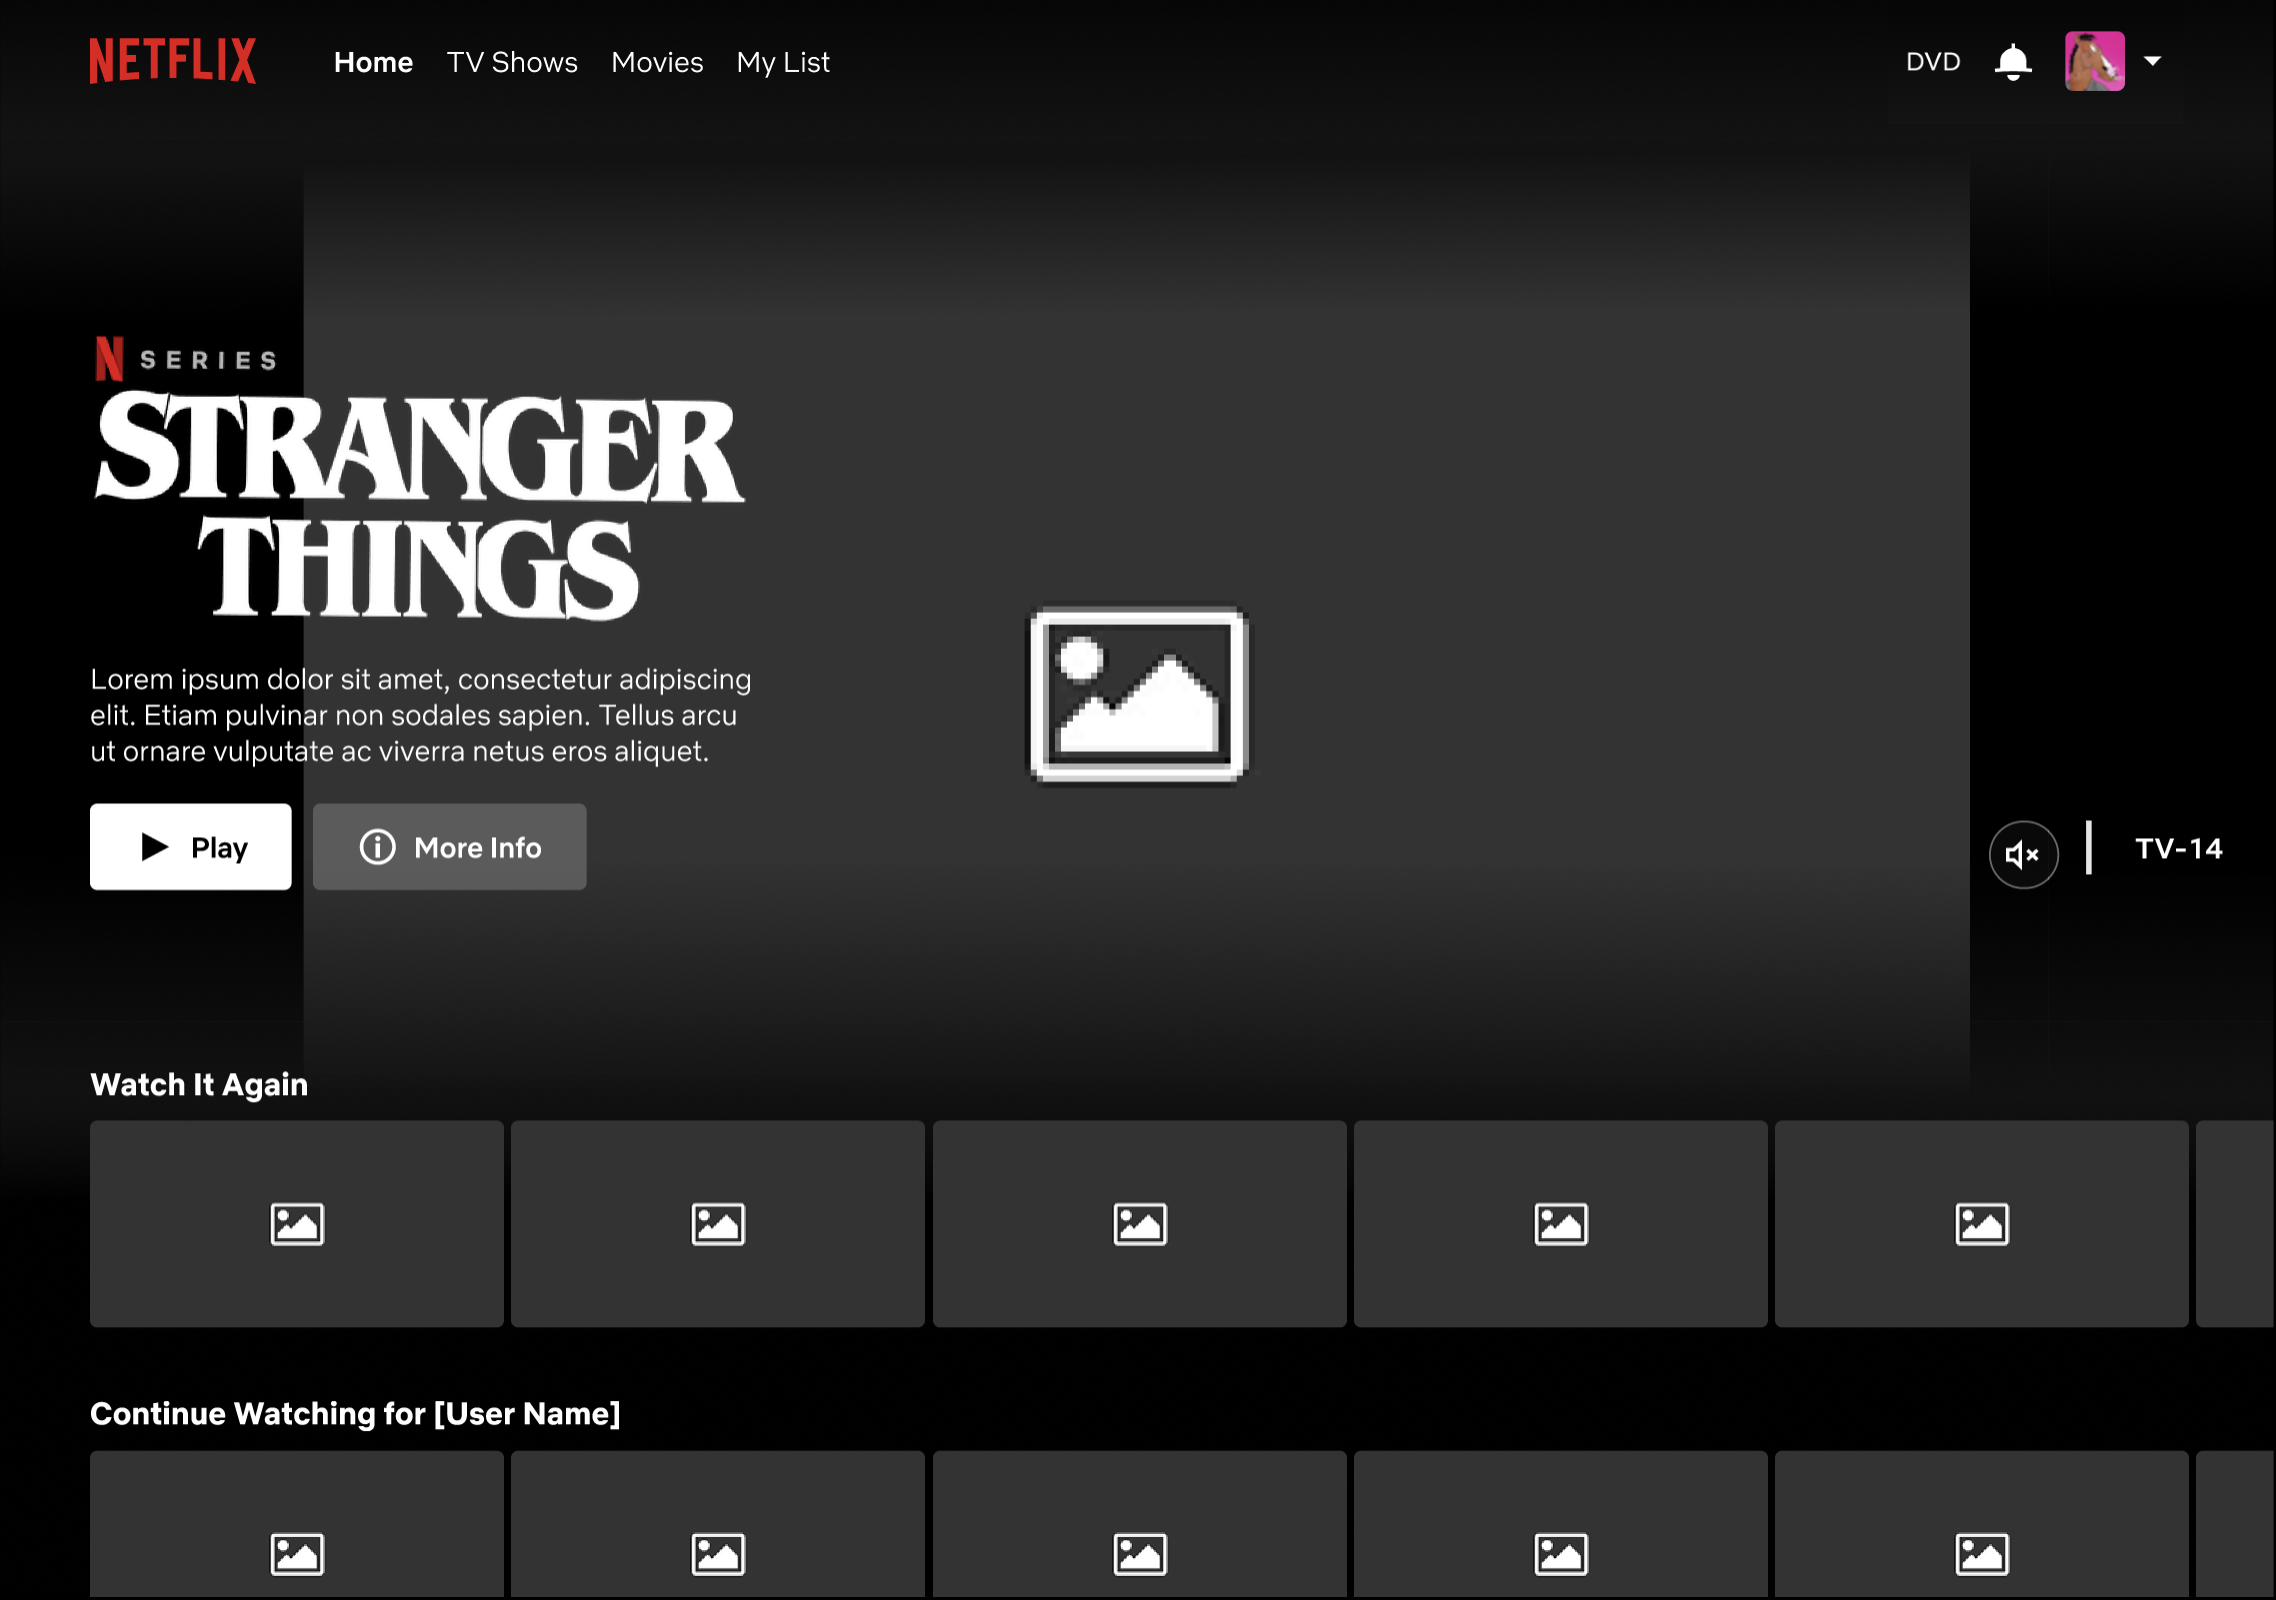 NETFLIX Home TV Shows Movies My List DVD
N SERIES
STRANGER
THINGS
Lorem ipsum dolor sit amet, consectetur adipiscing
elit. Etiam pulvinar non sodales sapien. Tellus arcu
ut ornare vulputate ac viverra netus eros aliquet.
Play More Info TV-14
Watch It Again
Continue Watching for [User Name]